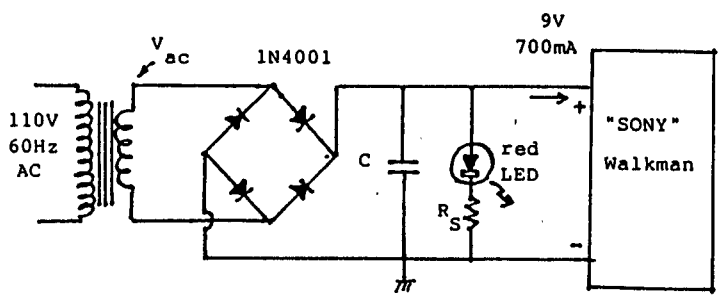 9V
700mA
V
ac
1N4001
110V
60Hz
AC
"SONY"
Walkman
+
C
red
LED
R
S
-